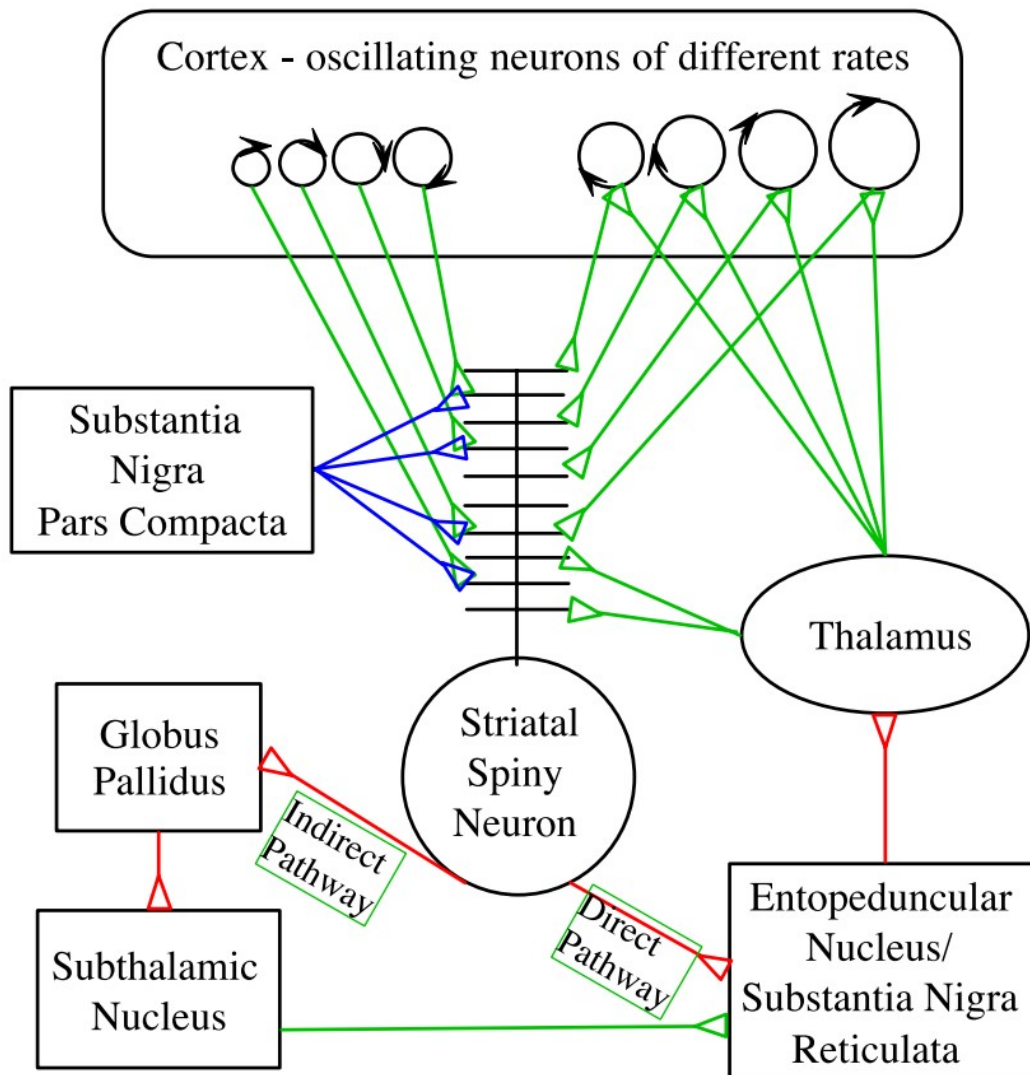 Cortex - oscillating neurons of different rates
Substantia
Nigra
Pars Compacta
Thalamus
Striatal
Spiny
Neuron
Globus
Pallidus
Indirect
Pathway
Direct
Pathway
Subthalamic
Nucleus
Entopeduncular
Nucleus/
Substantia Nigra
Reticulata